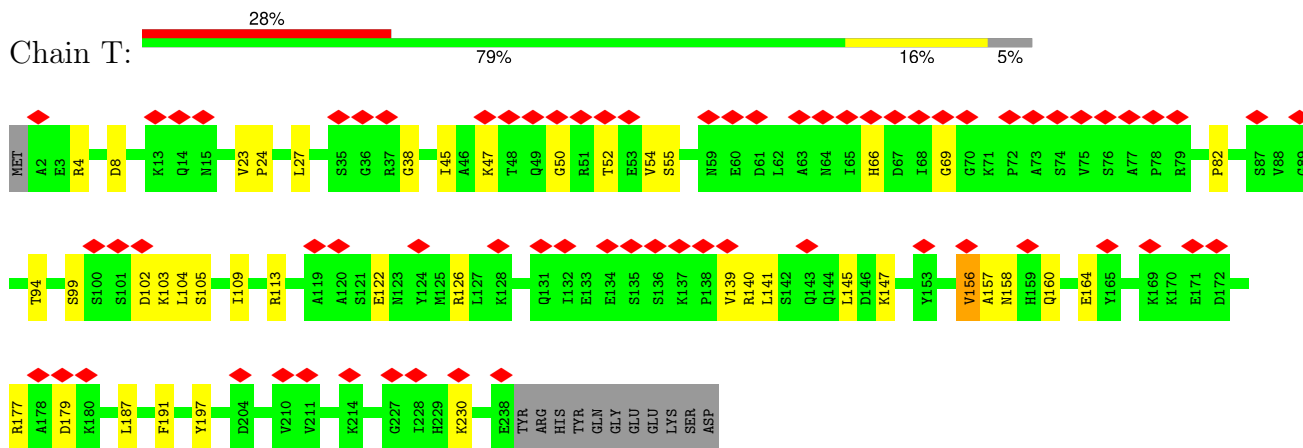 28%
Chain T:
79% 16% 5%
MET A2 E3 R4 D8 K13 Q14 N15 V23 P24 L27 S35 G36 R37 G38 I45 A46 K47 T48 Q49 G50 R51 T52 E53 V54 S55 N59 E60 D61 L62 A63 N64 I65 H66 D67 I68 G69 G70 K71 P72 A73 S74 V75 S76 A77 P78 R79 P82 S87 V88
T94 S99 S100 S101 D102 K103 L104 S105 I109 R113 A119 A120 S121 E122 N123 Y124 M125 R126 L127 K128 Q131 I132 E133 E134 S135 S136 K137 P138 V139 R140 L141 S142 Q143 Q144 L145 D146 K147 Y153 V156 A157 N158 H159 Q160 E164 Y165 K169 K170 E171 D172
R177 A178 D179 K180 L187 F191 Y197 D204 V210 V211 K214 G227 I228 H229 K230 E238 TYR ARG HIS TYR GLN GLY GLU GLU LYS SER ASP